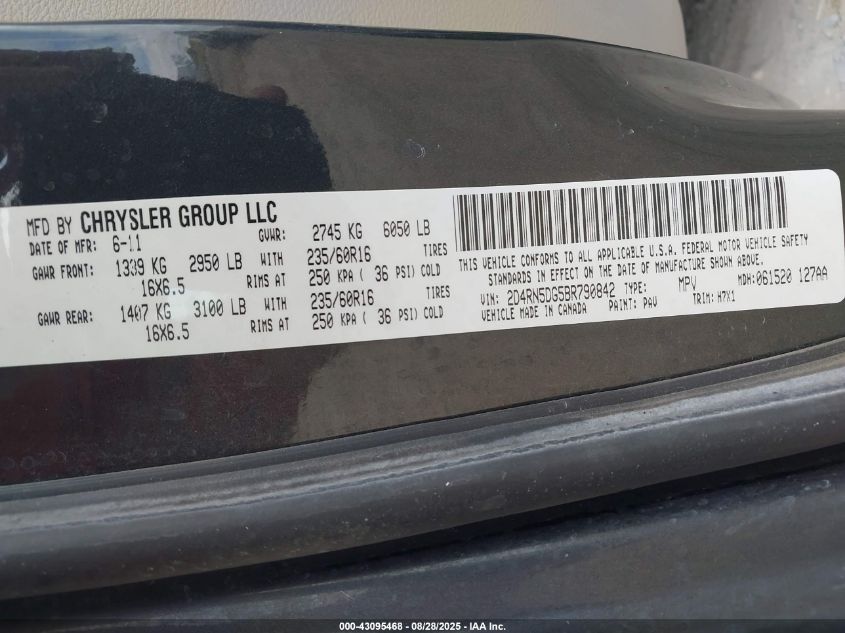 MFD BY CHRYSLER GROUP LLC
DATE OF MFR: 6-11 GVWR: 2745 KG 6050 LB
GAWR FRONT: 1339 KG 2950 LB WITH 235/60R16 TIRES
16X6.5 RIMS AT 250 KPA ( 36 PSI) COLD
GAWR REAR: 1407 KG 3100 LB WITH 235/60R16 TIRES
16X6.5 RIMS AT 250 KPA ( 36 PSI) COLD
THIS VEHICLE CONFORMS TO ALL APPLICABLE U.S.A. FEDERAL MOTOR VEHICLE SAFETY
STANDARDS IN EFFECT ON THE DATE OF MANUFACTURE SHOWN ABOVE.
VIN: 2D4RN5DG5BR790842 TYPE: MPV MDH:061520 127AA
VEHICLE MADE IN CANADA PAINT: PAV TRIM: H7X1
000-43095468 - 08/28/2025 - IAA Inc.